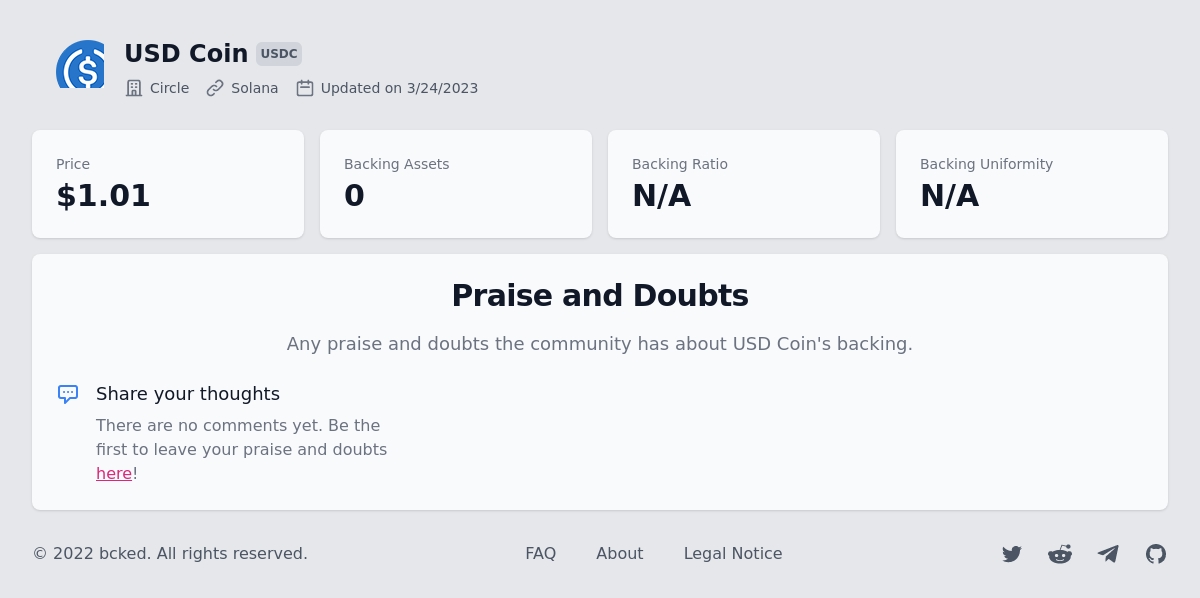 USD Coin USDC
Circle Solana Updated on 3/24/2023
Price
$1.01
Backing Assets
0
Backing Ratio
N/A
Backing Uniformity
N/A
Praise and Doubts
Any praise and doubts the community has about USD Coin's backing.
Share your thoughts
There are no comments yet. Be the
first to leave your praise and doubts
here!
© 2022 bcked. All rights reserved.
FAQ About Legal Notice